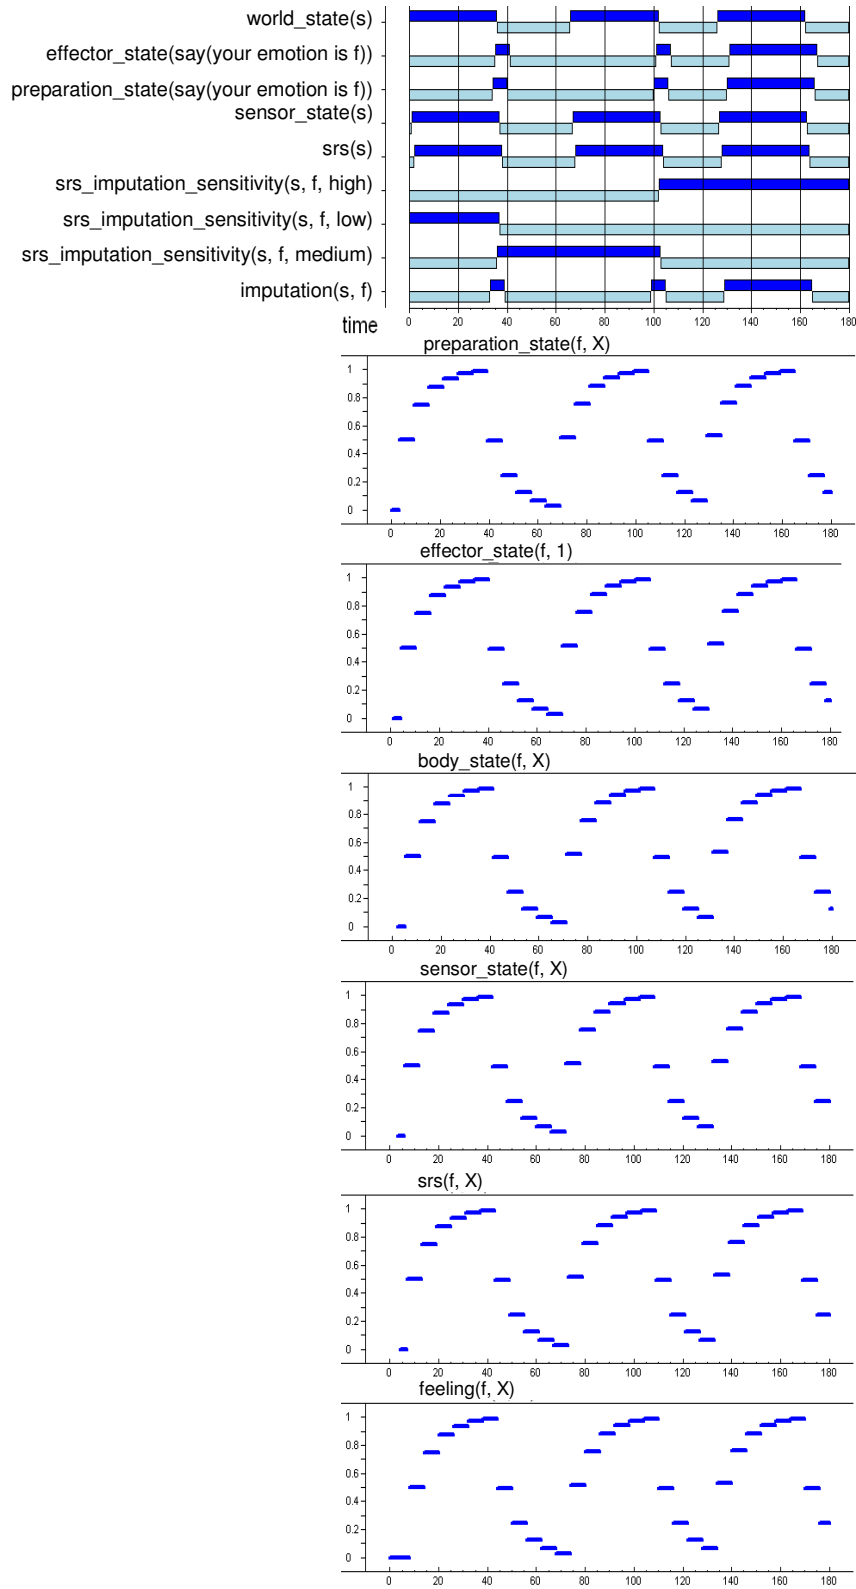 world_state(s)
effector_state(say(your emotion is f))
preparation_state(say(your emotion is f))
sensor_state(s)
srs(s)
srs_imputation_sensitivity(s, f, high)
srs_imputation_sensitivity(s, f, low)
srs_imputation_sensitivity(s, f, medium)
imputation(s, f)
time
0 20 40 60 80 100 120 140 160 180
preparation_state(f, X)
1
0.8
0.6
0.4
0.2
0
0 20 40 60 80 100 120 140 160 180
effector_state(f, 1)
1
0.8
0.6
0.4
0.2
0
0 20 40 60 80 100 120 140 160 180
body_state(f, X)
1
0.8
0.6
0.4
0.2
0
0 20 40 60 80 100 120 140 160 180
sensor_state(f, X)
1
0.8
0.6
0.4
0.2
0
0 20 40 60 80 100 120 140 160 180
srs(f, X)
1
0.8
0.6
0.4
0.2
0
0 20 40 60 80 100 120 140 160 180
feeling(f, X)
1
0.8
0.6
0.4
0.2
0
0 20 40 60 80 100 120 140 160 180